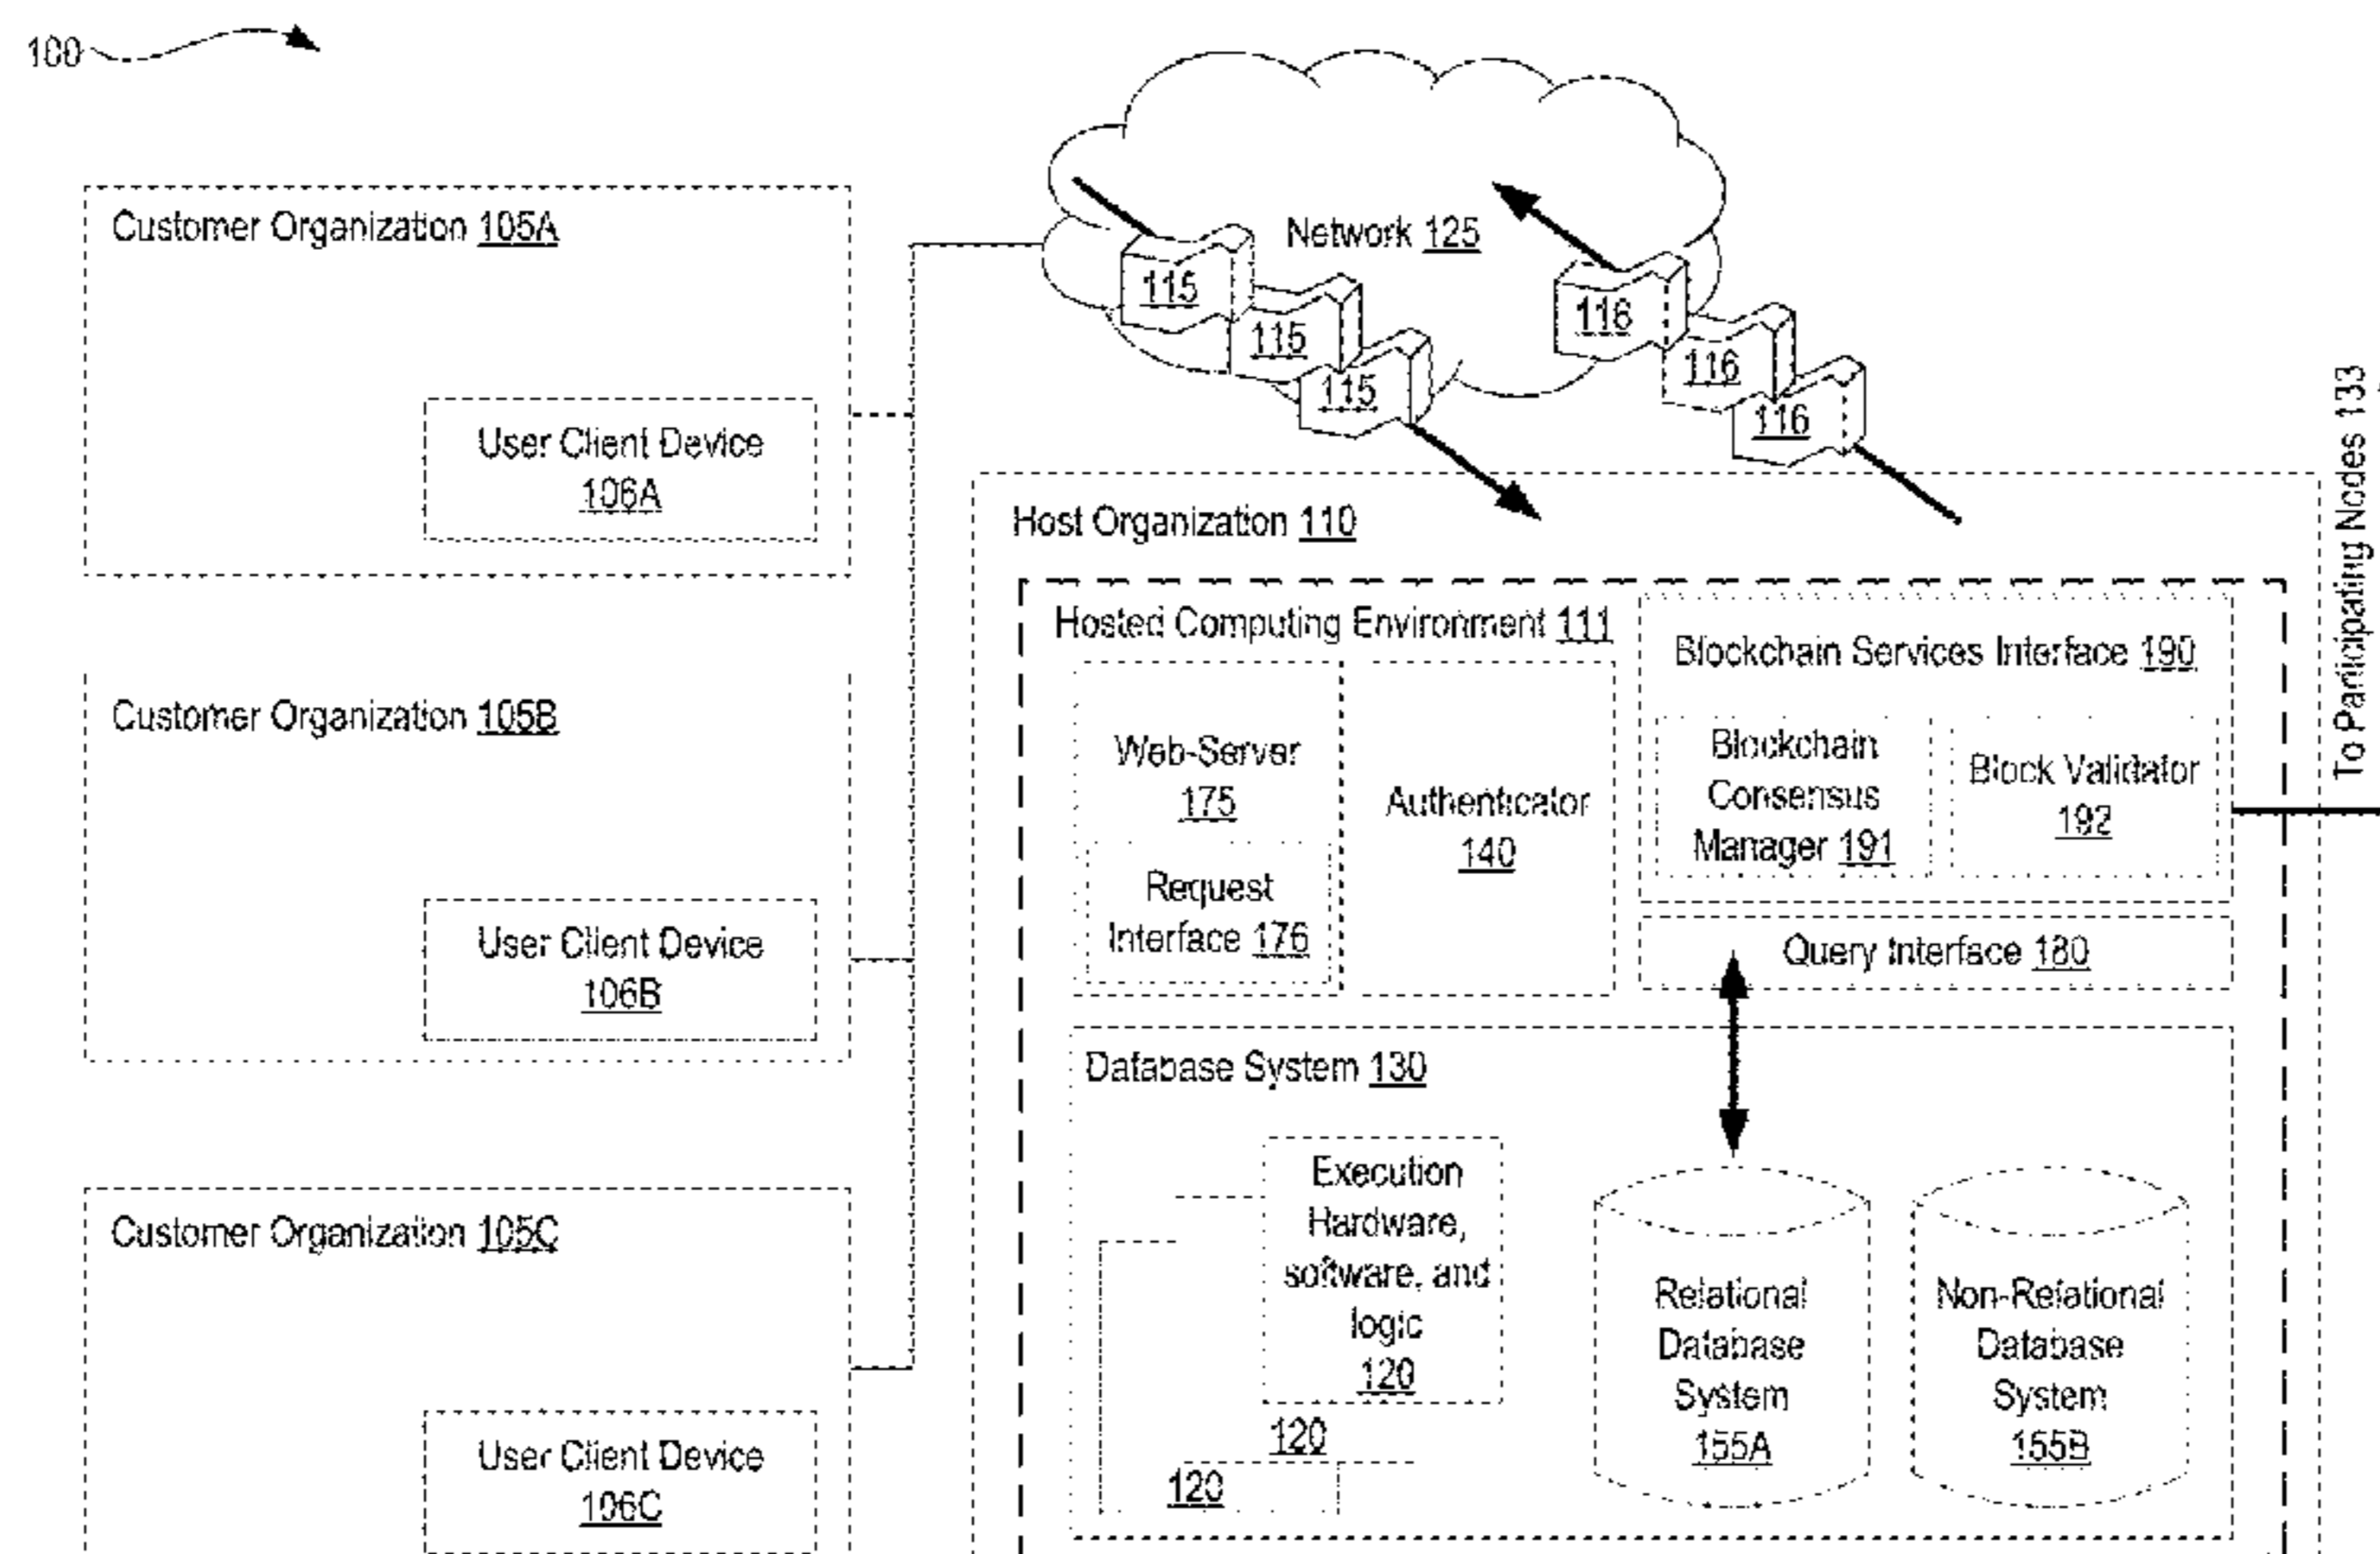 100
Customer Organization 105A
User Client Device
106A
Customer Organization 105B
User Client Device
106B
Customer Organization 105C
User Client Device
106C
Network 125
115
115
115
116
116
116
Host Organization 110
To Participating Nodes 133
Hosted Computing Environment 111
Web-Server
175
Request
Interface 176
Authenticator
140
Blockchain Services Interface 190
Blockchain
Consensus
Manager 191
Block Validator
192
Query Interface 180
Database System 130
Execution
Hardware,
software, and
logic
120
120
120
Relational
Database
System
155A
Non-Relational
Database
System
155B